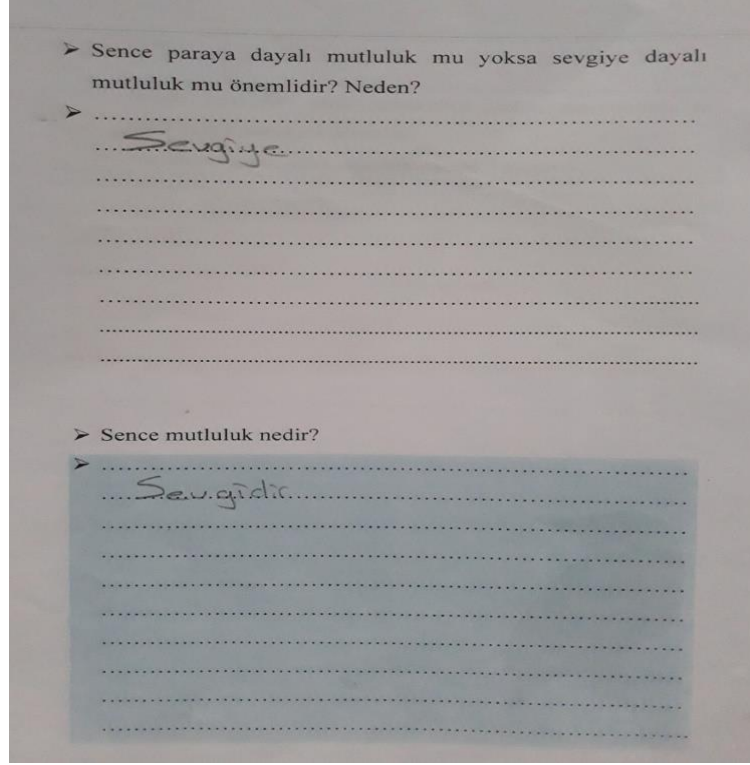 ➢ Sence paraya dayalı mutluluk mu yoksa sevgiye dayalı
mutluluk mu önemlidir? Neden?
➢
Sevgiye
➢ Sence mutluluk nedir?
➢
Sevgidir